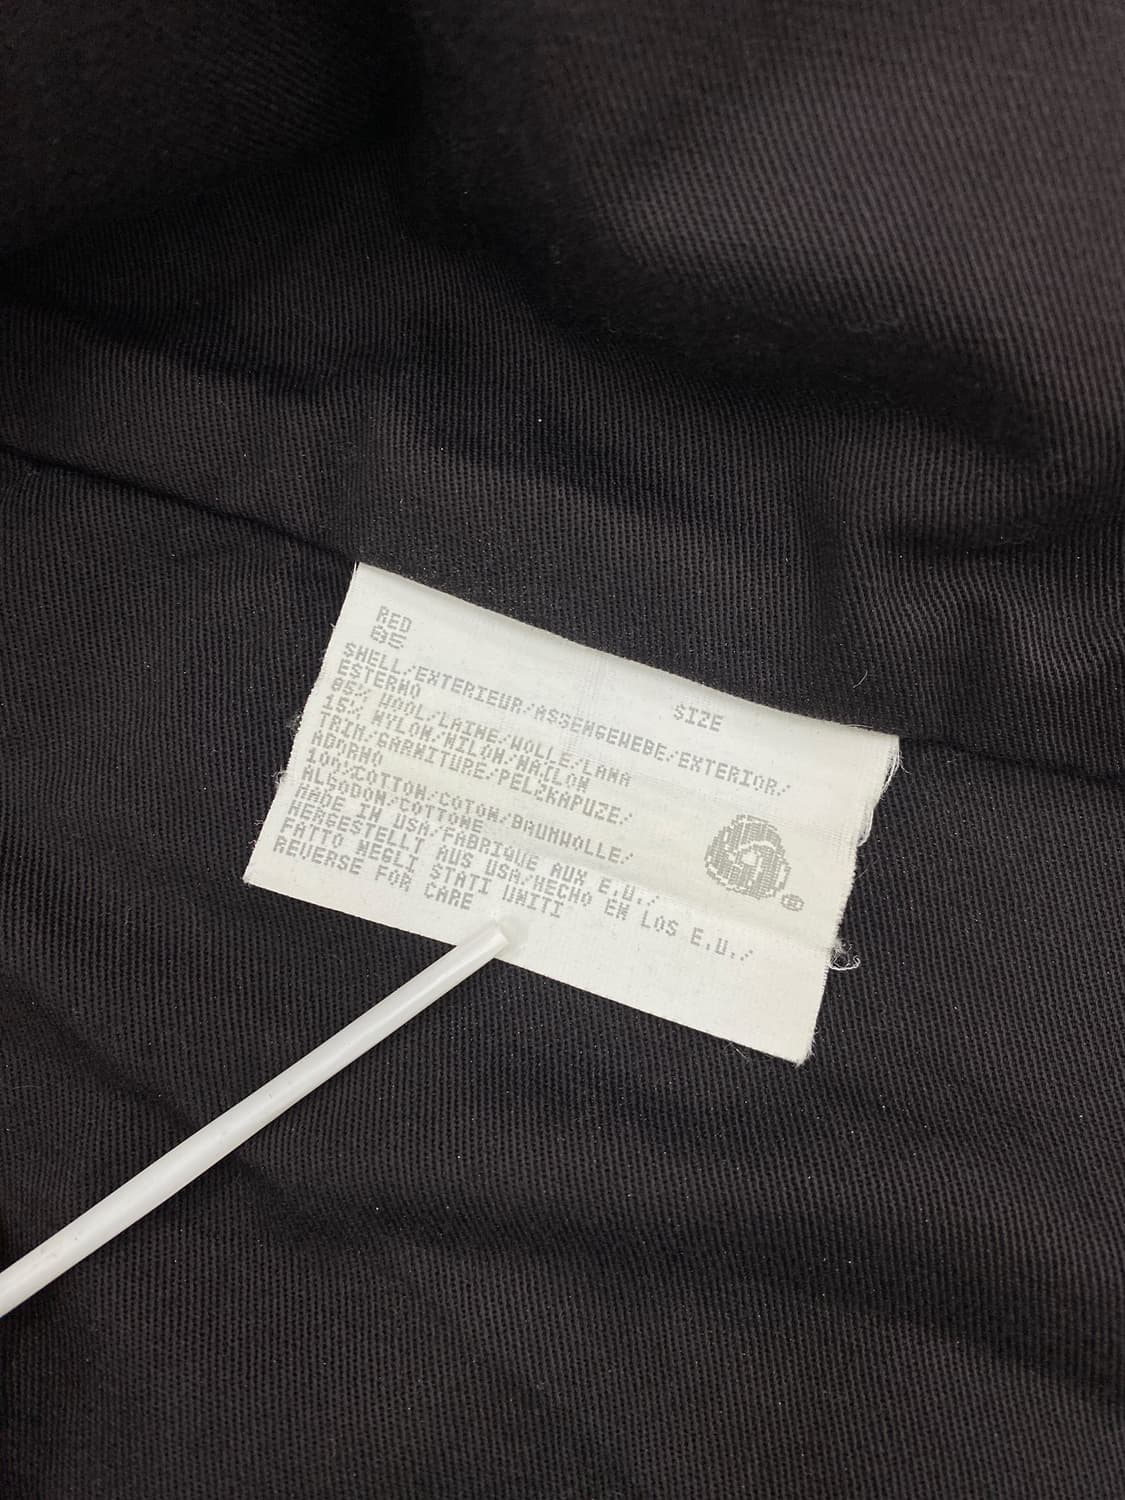 RED
SIZE
SHELL/EXTERIEUR/ASSENGEWEBE/EXTERIOR/
ESTERNO
85% WOOL/LAINE/WOLLE/LANA
15% NYLON/NILON/NAILON
TRIM/GARNITURE/PELZKAPUZE/
ADORNO
100%COTTON/COTON/BAUMWOLLE/
ALGODON/COTTONE
MADE IN USA/FABRIQUE AUX E.U./
HERGESTELLT AUS USA/HECHO EN LOS E.U./
FATTO NEGLI STATI UNITI
REVERSE FOR CARE
®